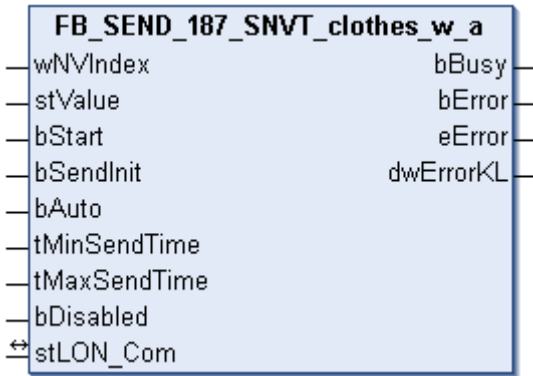 FB_SEND_187_SNVT_clothes_w_a
wNVIndex bBusy
stValue bError
bStart eError
bSendInit dwErrorKL
bAuto
tMinSendTime
tMaxSendTime
bDisabled
stLON_Com